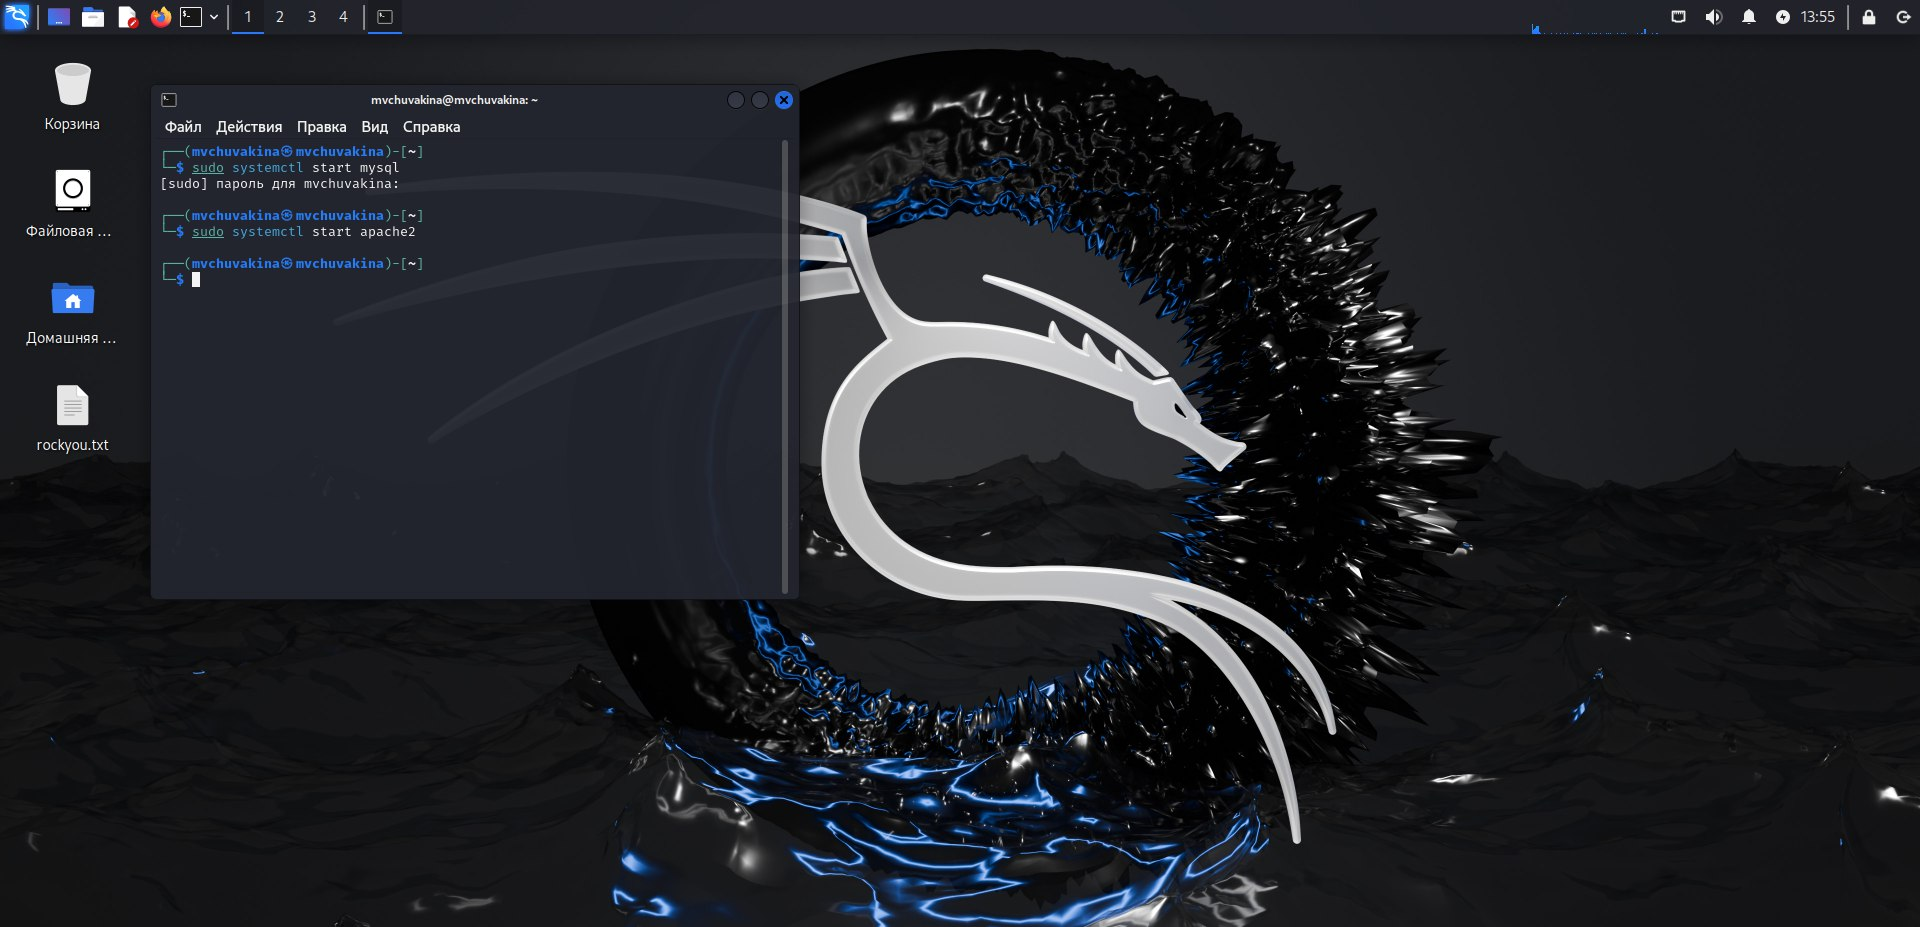 1 2 3 4
13:55
Корзина
Файловая ...
Домашняя ...
rockyou.txt
mvchuvakina@mvchuvakina: ~
Файл Действия Правка Вид Справка
┌──(mvchuvakina㉿mvchuvakina)-[~]
└─$ sudo systemctl start mysql
[sudo] пароль для mvchuvakina:
┌──(mvchuvakina㉿mvchuvakina)-[~]
└─$ sudo systemctl start apache2
┌──(mvchuvakina㉿mvchuvakina)-[~]
└─$